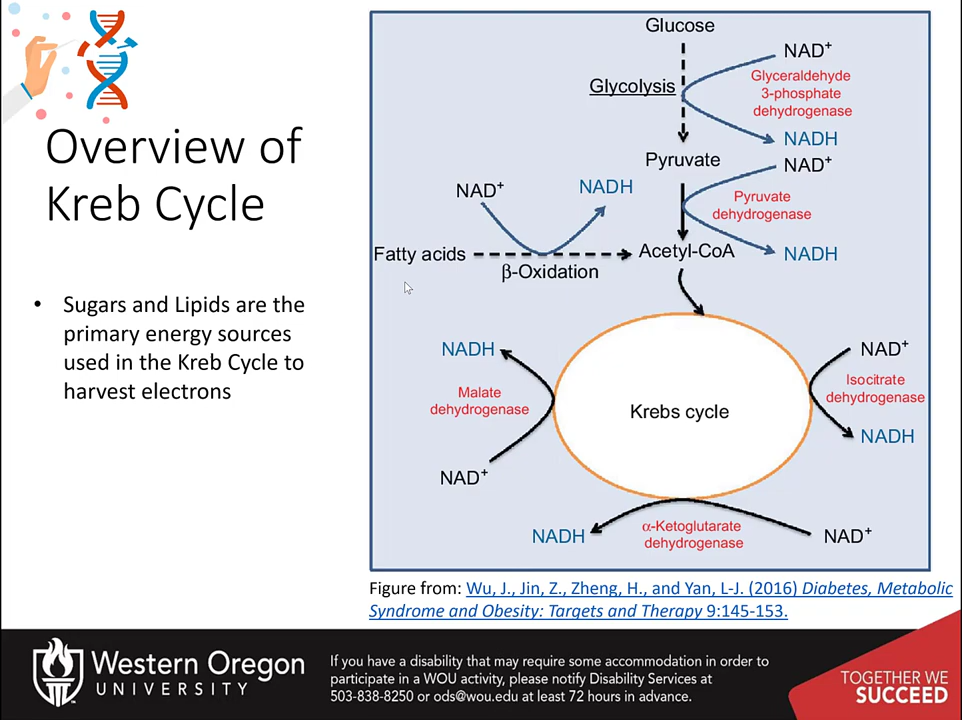 Overview of
Kreb Cycle
• Sugars and Lipids are the
primary energy sources
used in the Kreb Cycle to
harvest electrons
Glucose
NAD+
Glycolysis
Glyceraldehyde
3-phosphate
dehydrogenase
NADH
Pyruvate
NAD+
NAD+
NADH
Pyruvate
dehydrogenase
Fatty acids
β-Oxidation
Acetyl-CoA
NADH
NADH
Malate
dehydrogenase
NAD+
Krebs cycle
NAD+
Isocitrate
dehydrogenase
NADH
NADH
α-Ketoglutarate
dehydrogenase
NAD+
Figure from: Wu, J., Jin, Z., Zheng, H., and Yan, L-J. (2016) Diabetes, Metabolic
Syndrome and Obesity: Targets and Therapy 9:145-153.
Western Oregon
UNIVERSITY
If you have a disability that may require some accommodation in order to
participate in a WOU activity, please notify Disability Services at
503-838-8250 or ods@wou.edu at least 72 hours in advance.
TOGETHER WE
SUCCEED